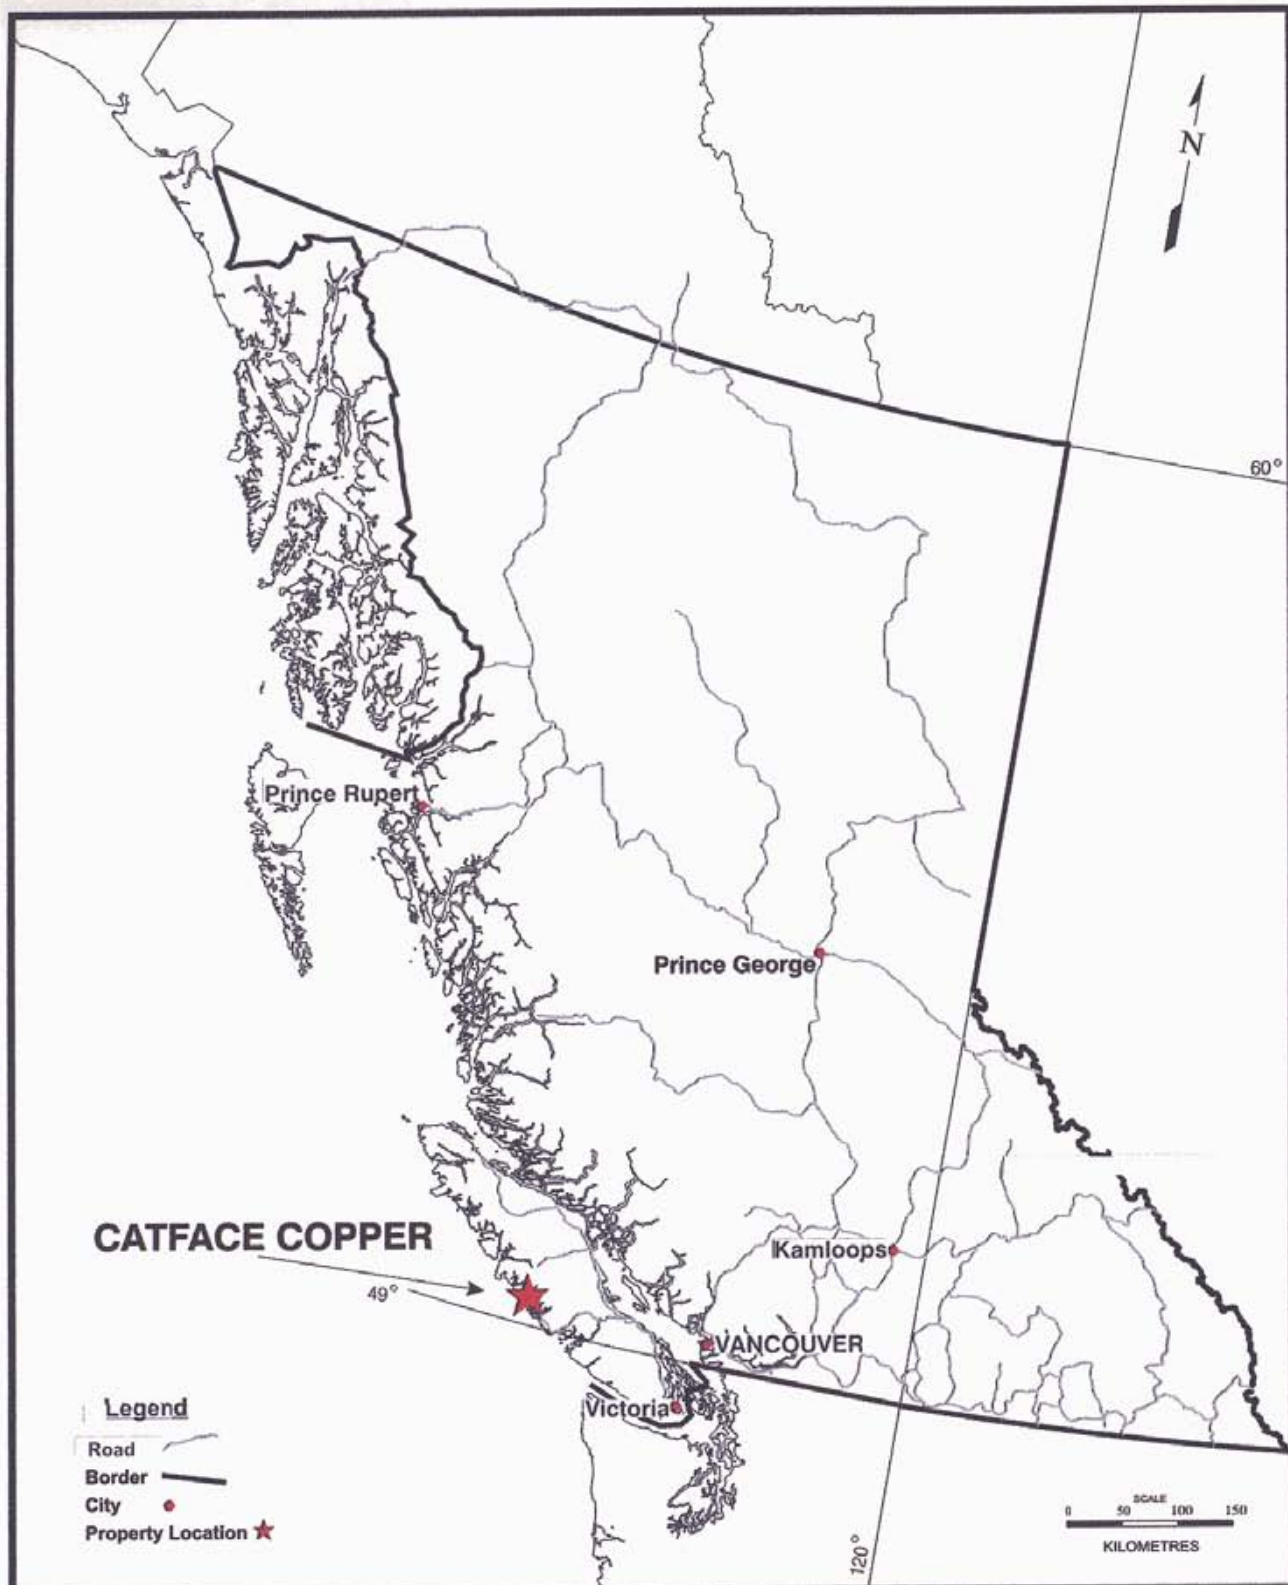 N
60°
Prince Rupert
Prince George
CATFACE COPPER
Kamloops
49°
VANCOUVER
Victoria
Legend
Road
Border
City
Property Location
SCALE
0 50 100 150
KILOMETRES
120°